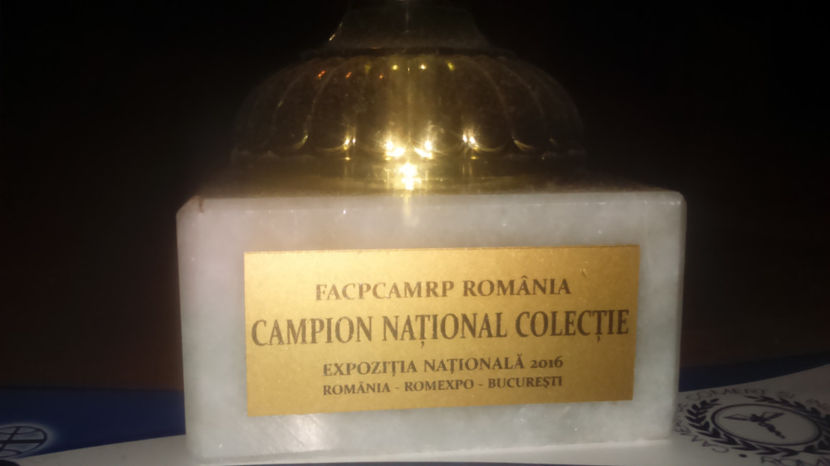 FACPCAMRP ROMÂNIA
CAMPION NAȚIONAL COLECȚIE
EXPOZIȚIA NAȚIONALĂ 2016
ROMÂNIA - ROMEXPO - BUCUREȘTI